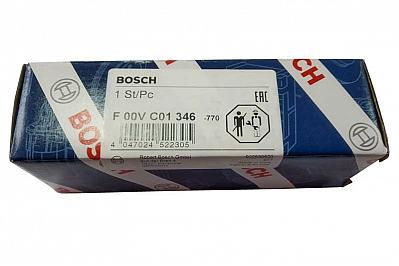 BOSCH
BOSCH
1 St/Pc
F 00V C01 346 -770
EAC
4 047024 522305
Robert Bosch GmbH
BOSCH